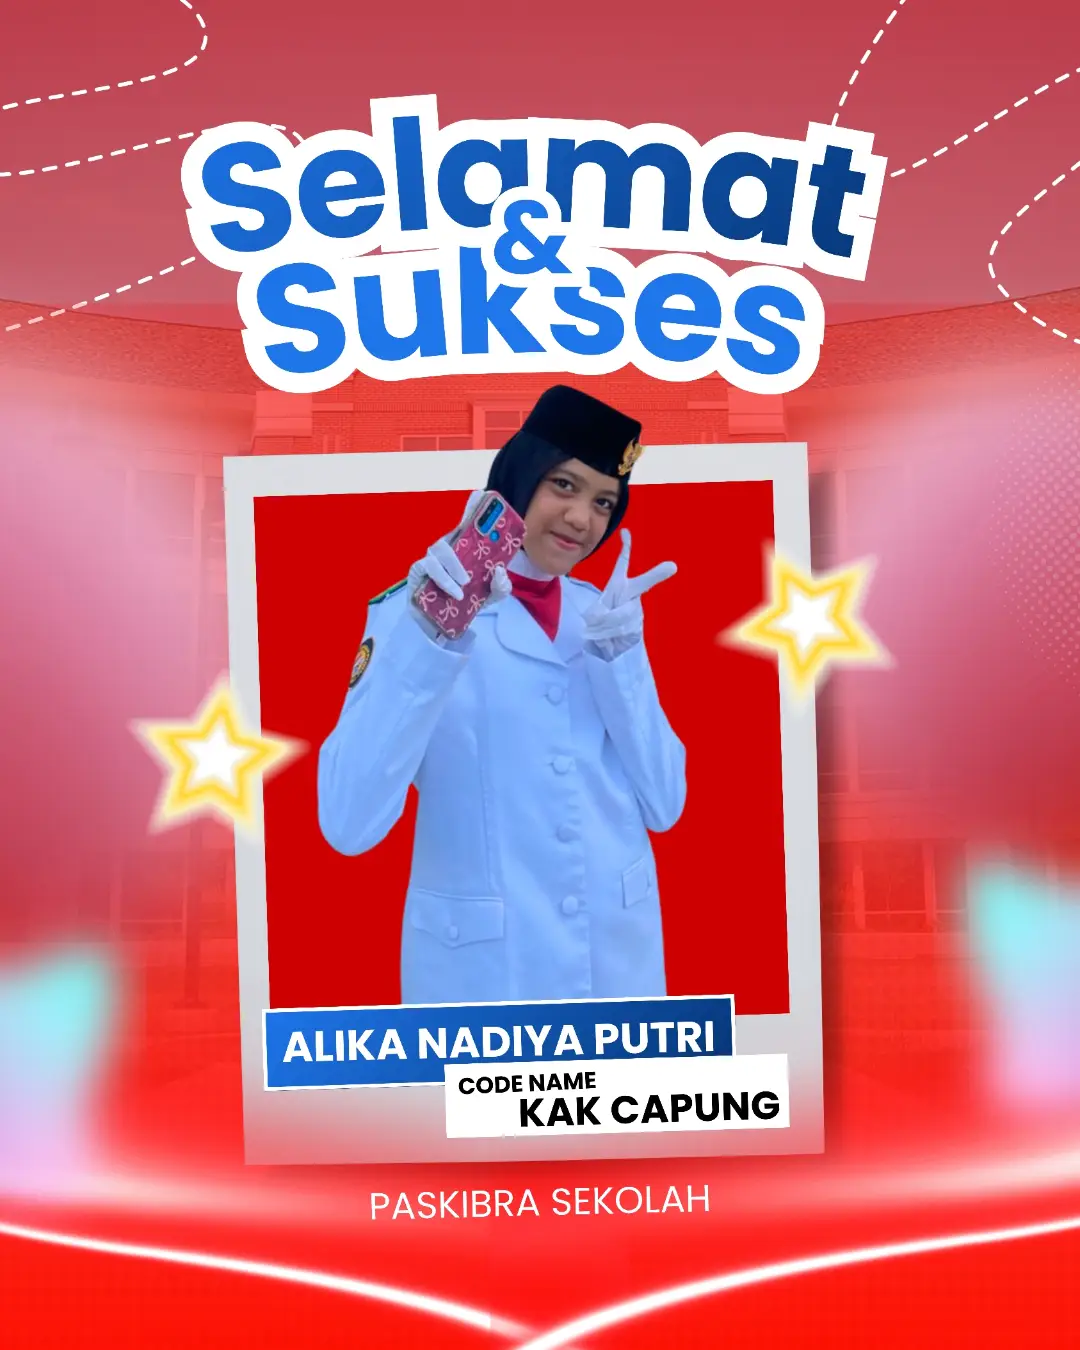 Selamat
&
Sukses
ALIKA NADIYA PUTRI
CODE NAME
KAK CAPUNG
PASKIBRA SEKOLAH